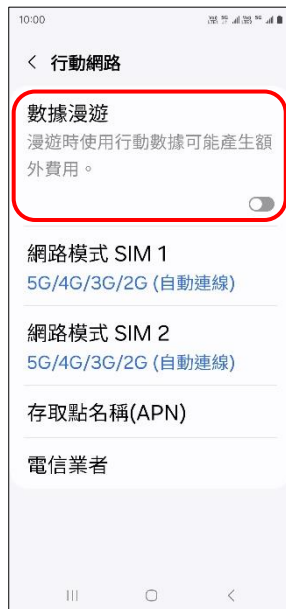 10:00
行動網路
數據漫遊
漫遊時使用行動數據可能產生額
外費用。
網路模式 SIM 1
5G/4G/3G/2G (自動連線)
網路模式 SIM 2
5G/4G/3G/2G (自動連線)
存取點名稱(APN)
電信業者